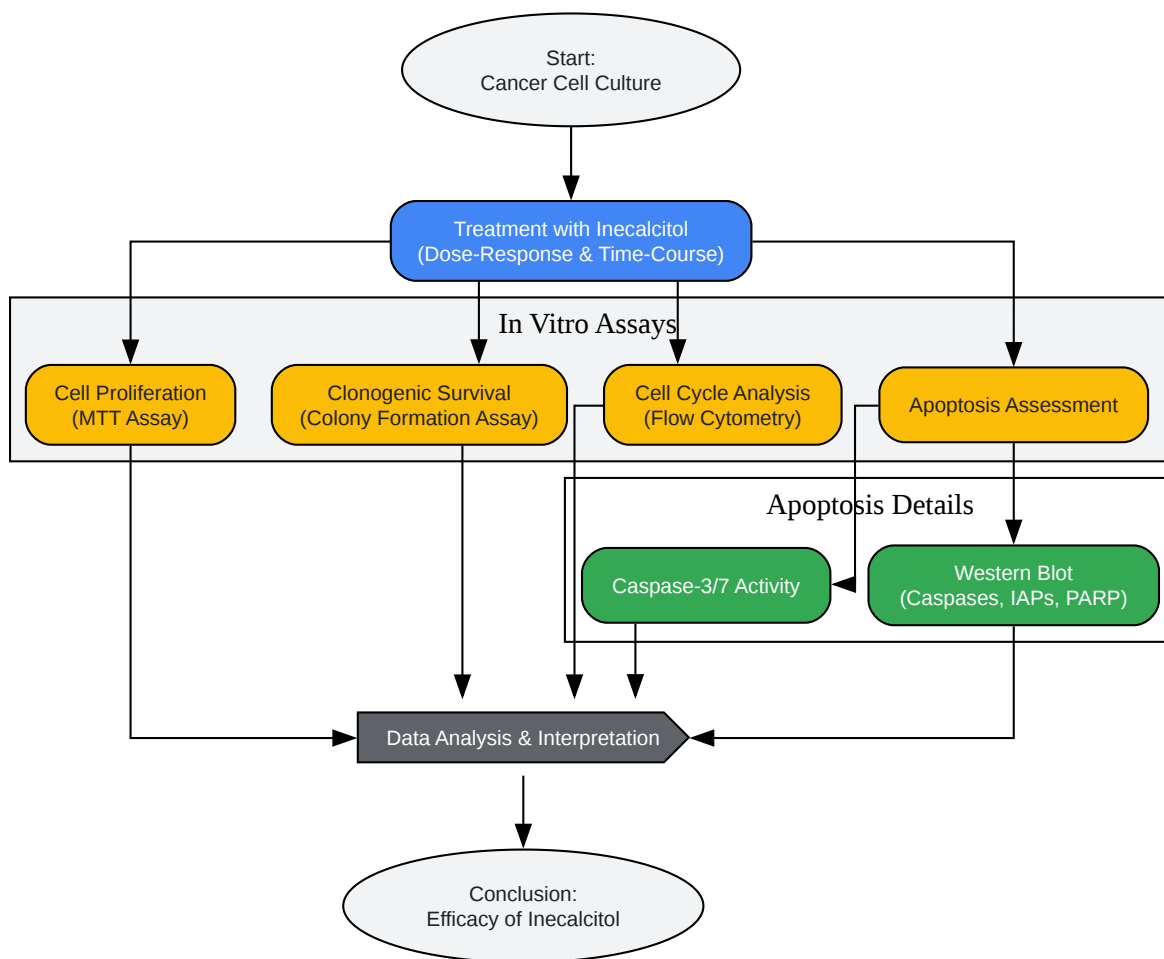 Start:
Cancer Cell Culture
Treatment with Inecalcitol
(Dose-Response & Time-Course)
In Vitro Assays
Cell Proliferation
(MTT Assay)
Clonogenic Survival
(Colony Formation Assay)
Cell Cycle Analysis
(Flow Cytometry)
Apoptosis Assessment
Apoptosis Details
Caspase-3/7 Activity
Western Blot
(Caspases, IAPs, PARP)
Data Analysis & Interpretation
Conclusion:
Efficacy of Inecalcitol